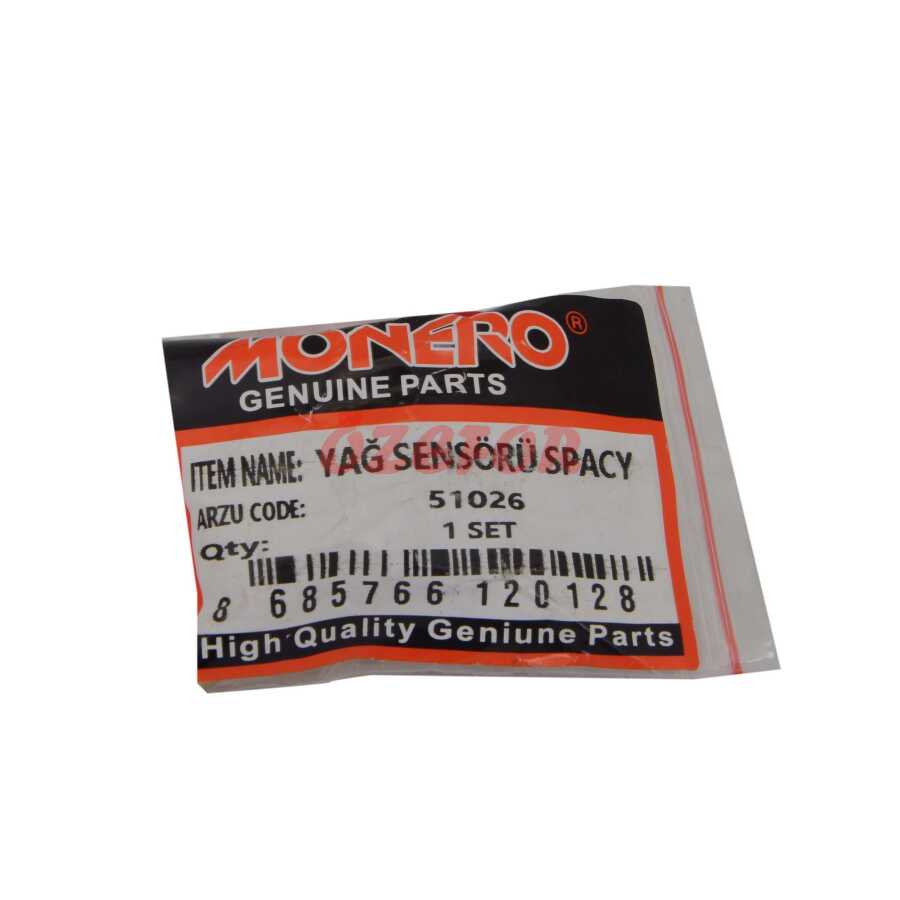 MONERO ®
GENUINE PARTS
OZCTOR
ITEM NAME: YAĞ SENSÖRÜ SPACY
ARZU CODE: 51026
Qty: 1 SET
8 685766 120128
High Quality Geniune Parts